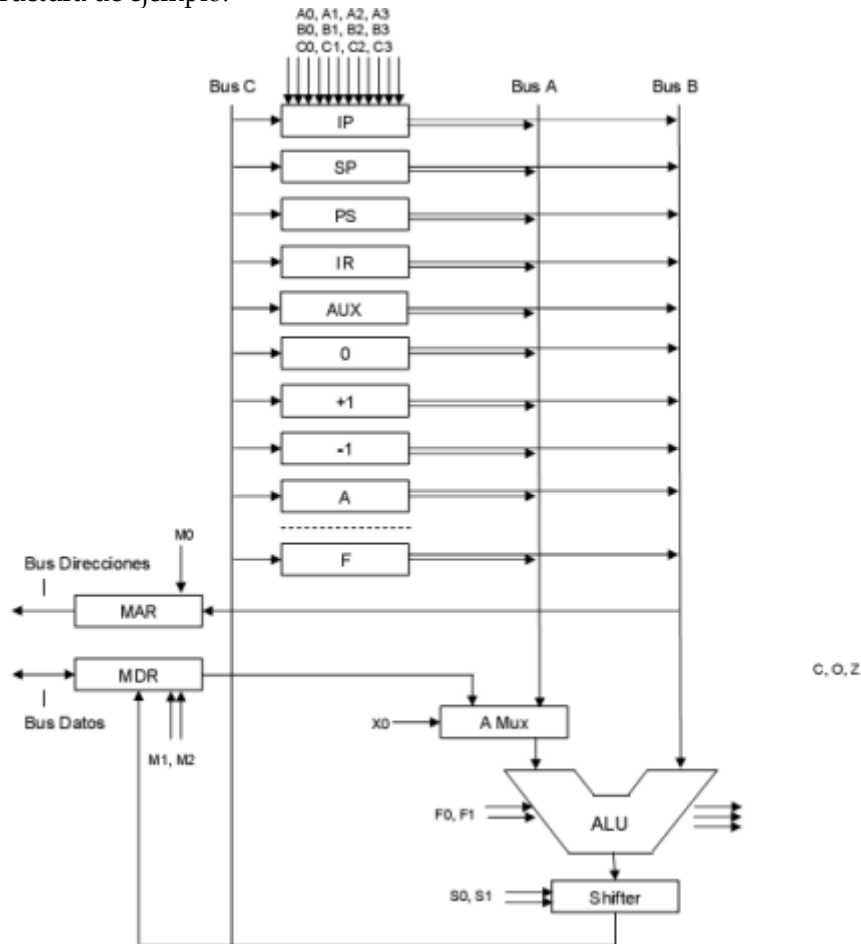 de ejemplo.
A0, A1, A2, A3
B0, B1, B2, B3
C0, C1, C2, C3
Bus C
Bus A
Bus B
IP
SP
PS
IR
AUX
0
+1
-1
A
F
M0
Bus Direcciones
MAR
MDR
Bus Datos
M1, M2
X0
A Mux
C, O, Z
F0, F1
ALU
S0, S1
Shifter